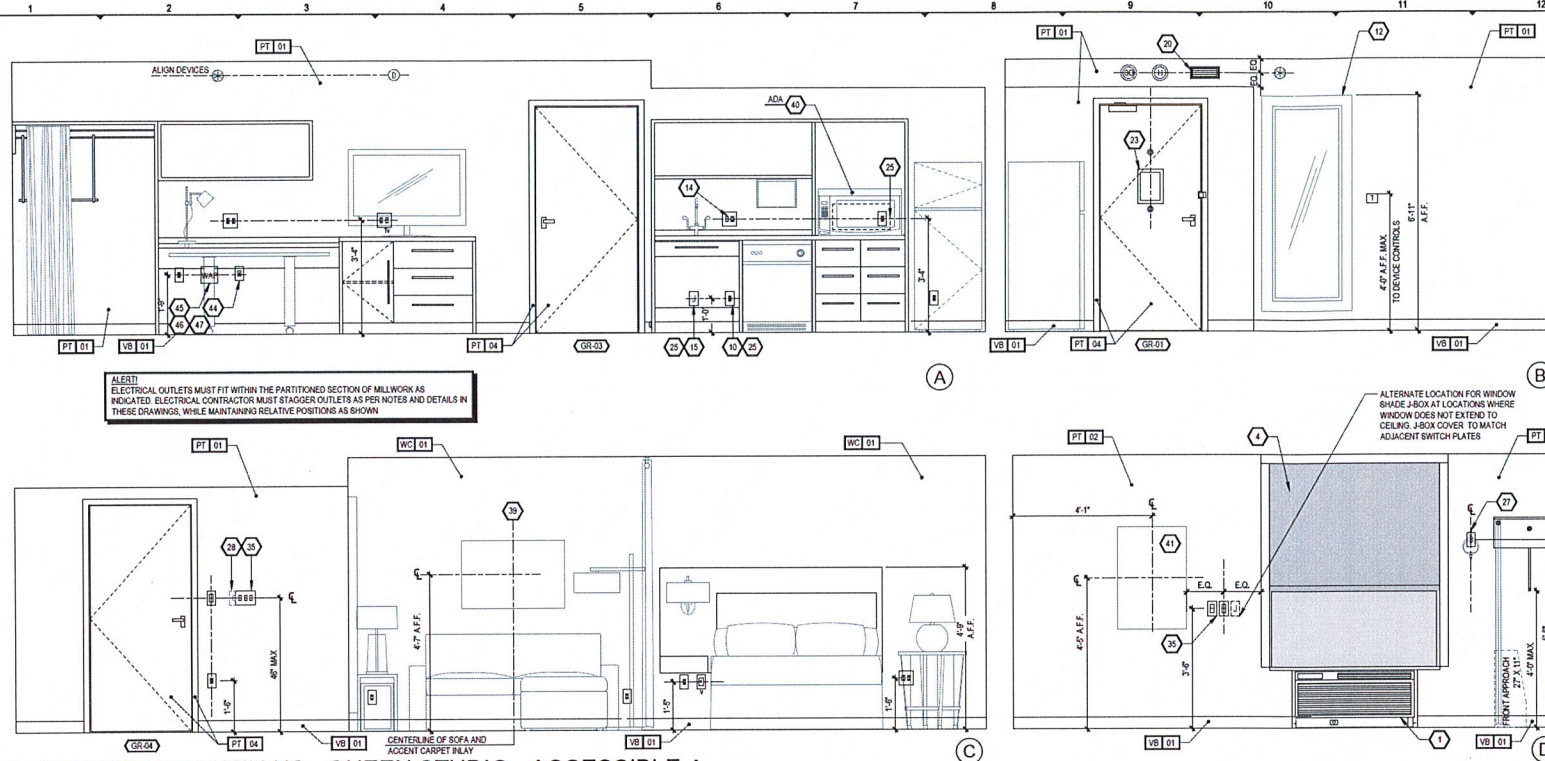 1 2 3 4 5 6 7 8 9 10 11 12
PT 01
ALIGN DEVICES
D
ADA 40
14
25
WAP
TV
3'-4"
1'-9"
45
44
46 47
PT 01
VB 01
PT 04
GR-03
J
1'-0"
25 15
10 25
3'-4"
A
PT 01
20
12
PT 01
EQ.
EQ.
23
T
4'-0" A.F.F. MAX.
TO DEVICE CONTROLS
6'-11"
A.F.F.
VB 01
PT 04
GR-01
VB 01
B
ALERT!
ELECTRICAL OUTLETS MUST FIT WITHIN THE PARTITIONED SECTION OF MILLWORK AS
INDICATED. ELECTRICAL CONTRACTOR MUST STAGGER OUTLETS AS PER NOTES AND DETAILS IN
THESE DRAWINGS, WHILE MAINTAINING RELATIVE POSITIONS AS SHOWN
PT 01
WC 01
WC 01
28 35
39
46" MAX.
1'-6"
4'-7" A.F.F.
4'-9"
A.F.F.
1'-5"
1'-6"
GR-04
PT 04
VB 01
CENTERLINE OF SOFA AND
ACCENT CARPET INLAY
VB 01
C
ALTERNATE LOCATION FOR WINDOW
SHADE J-BOX AT LOCATIONS WHERE
WINDOW DOES NOT EXTEND TO
CEILING. J-BOX COVER TO MATCH
ADJACENT SWITCH PLATES
PT 02
4
PT
27
4'-1"
41
E.Q. E.Q.
J
35
4'-5" A.F.F.
3'-6"
FRONT APPROACH
27" X 11"
4'-0" MAX.
VB 01
1
VB 01
D